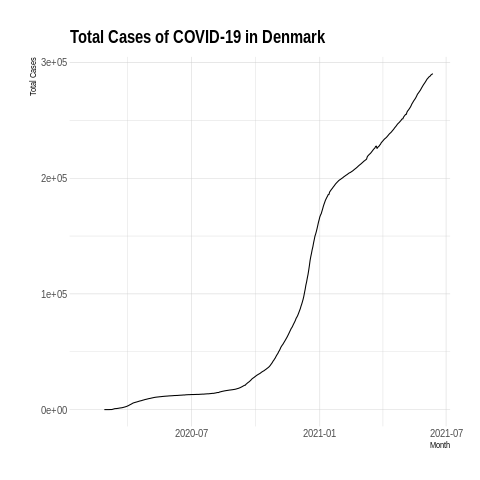 Total Cases of COVID-19 in Denmark
Total Cases
3e+05
2e+05
1e+05
0e+00
2020-07
2021-01
2021-07
Month